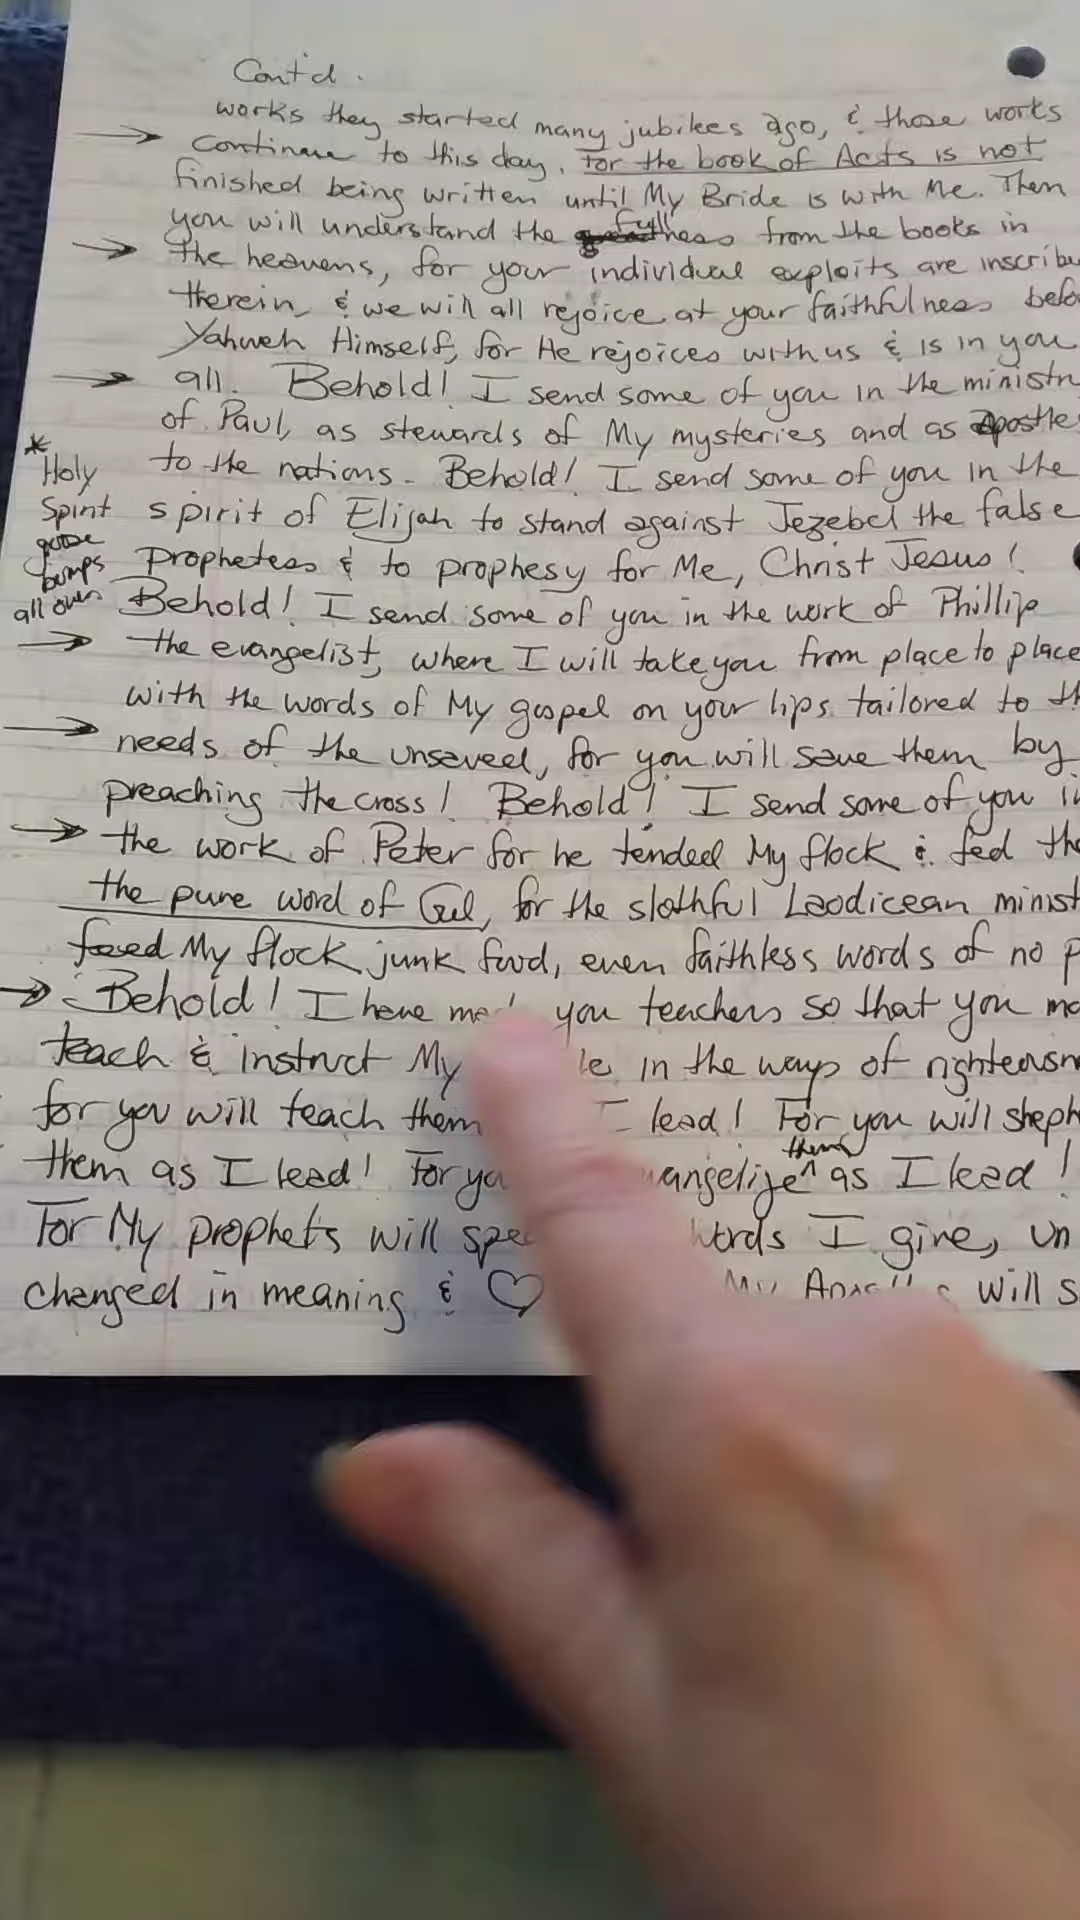 Cont'd.
works they started many jubilees ago, & those works
continue to this day. For the book of Acts is not
finished being written until My Bride is with Me. Then
you will understand the fullness from the books in
the heavens, for your individual exploits are inscribe
therein, & we will all rejoice at your faithfulness befo
Yahweh Himself, for He rejoices with us & is in you
all. Behold! I send some of you in the ministr
of Paul, as stewards of My mysteries and as Apostle
to the nations. Behold! I send some of you in the
spirit of Elijah to stand against Jezebel the false
Prophetess & to prophesy for Me, Christ Jesus!
* Holy
Spirit
goose
bumps
all over
Behold! I send some of you in the work of Phillip
the evangelist, where I will take you from place to place
with the words of My gospel on your lips tailored to th
needs of the unsaved, for you will save them by
preaching the cross! Behold! I send some of you in
the work of Peter for he tended My flock & fed the
the pure word of God, for the slothful Laodicean minist
feed My flock junk food, even faithless words of no p
Behold! I have you teachers so that you ma
teach & instruct My in the ways of righteousn
for you will teach them I lead! For you will sheph
them as I lead! For you evangelize them as I lead!
For My prophets will words I give, un
changed in meaning & ♡ My will s